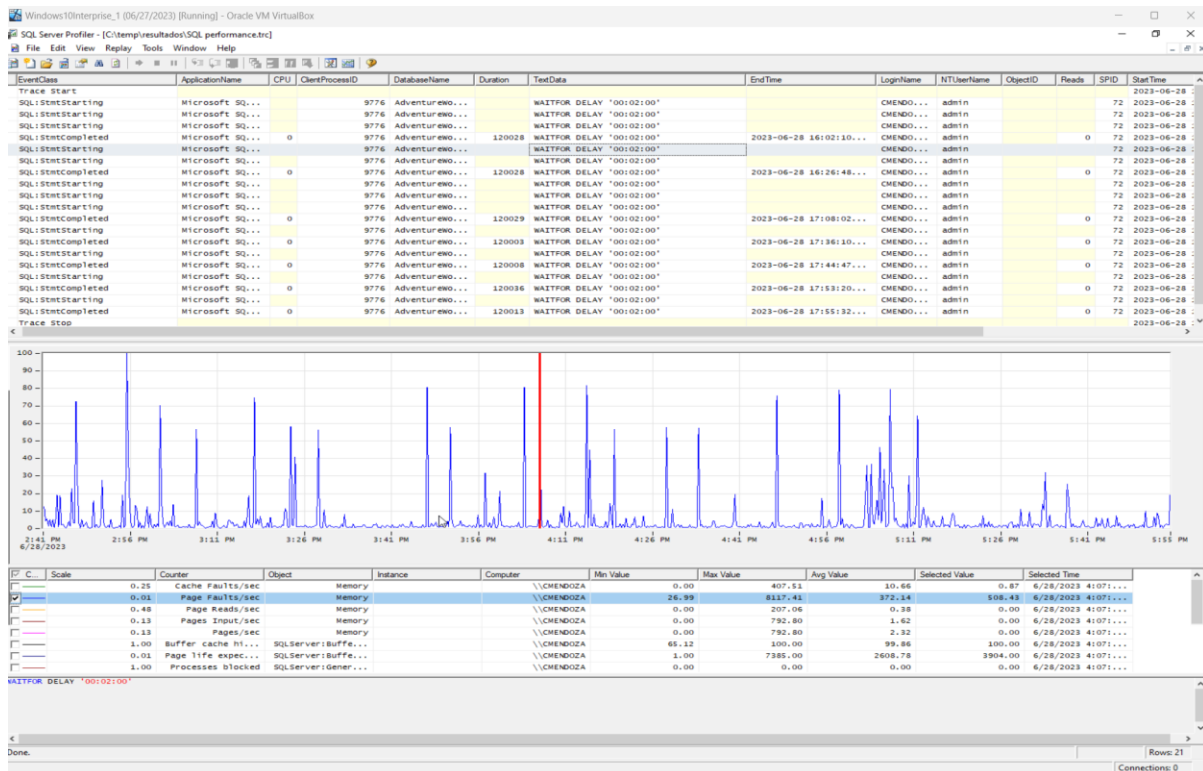 Windows10Interprise_1 (06/27/2023) [Running] - Oracle VM VirtualBox
SQL Server Profiler - [C:\temp\resultados\SQL performance.trc]
File Edit View Replay Tools Window Help
EventClass ApplicationName CPU ClientProcessID DatabaseName Duration TextData EndTime LoginName NTUserName ObjectID Reads SPID StartTime
Trace Start 2023-06-28
SQL:StmtStarting Microsoft SQ... 9776 AdventureWo... WAITFOR DELAY '00:02:00' CMENDO... admin 72 2023-06-28
SQL:StmtStarting Microsoft SQ... 9776 AdventureWo... WAITFOR DELAY '00:02:00' CMENDO... admin 72 2023-06-28
SQL:StmtStarting Microsoft SQ... 9776 AdventureWo... WAITFOR DELAY '00:02:00' CMENDO... admin 72 2023-06-28
SQL:StmtCompleted Microsoft SQ... 0 9776 AdventureWo... 120028 WAITFOR DELAY '00:02:00' 2023-06-28 16:02:10... CMENDO... admin 0 72 2023-06-28
SQL:StmtStarting Microsoft SQ... 9776 AdventureWo... WAITFOR DELAY '00:02:00' CMENDO... admin 72 2023-06-28
SQL:StmtStarting Microsoft SQ... 9776 AdventureWo... WAITFOR DELAY '00:02:00' CMENDO... admin 72 2023-06-28
SQL:StmtCompleted Microsoft SQ... 0 9776 AdventureWo... 120028 WAITFOR DELAY '00:02:00' 2023-06-28 16:26:48... CMENDO... admin 0 72 2023-06-28
SQL:StmtStarting Microsoft SQ... 9776 AdventureWo... WAITFOR DELAY '00:02:00' CMENDO... admin 72 2023-06-28
SQL:StmtStarting Microsoft SQ... 9776 AdventureWo... WAITFOR DELAY '00:02:00' CMENDO... admin 72 2023-06-28
SQL:StmtStarting Microsoft SQ... 9776 AdventureWo... WAITFOR DELAY '00:02:00' CMENDO... admin 72 2023-06-28
SQL:StmtCompleted Microsoft SQ... 0 9776 AdventureWo... 120029 WAITFOR DELAY '00:02:00' 2023-06-28 17:08:02... CMENDO... admin 0 72 2023-06-28
SQL:StmtStarting Microsoft SQ... 9776 AdventureWo... WAITFOR DELAY '00:02:00' CMENDO... admin 72 2023-06-28
SQL:StmtCompleted Microsoft SQ... 0 9776 AdventureWo... 120003 WAITFOR DELAY '00:02:00' 2023-06-28 17:36:10... CMENDO... admin 0 72 2023-06-28
SQL:StmtStarting Microsoft SQ... 9776 AdventureWo... WAITFOR DELAY '00:02:00' CMENDO... admin 72 2023-06-28
SQL:StmtCompleted Microsoft SQ... 0 9776 AdventureWo... 120008 WAITFOR DELAY '00:02:00' 2023-06-28 17:44:47... CMENDO... admin 0 72 2023-06-28
SQL:StmtStarting Microsoft SQ... 9776 AdventureWo... WAITFOR DELAY '00:02:00' CMENDO... admin 72 2023-06-28
SQL:StmtCompleted Microsoft SQ... 0 9776 AdventureWo... 120036 WAITFOR DELAY '00:02:00' 2023-06-28 17:53:20... CMENDO... admin 0 72 2023-06-28
SQL:StmtStarting Microsoft SQ... 9776 AdventureWo... WAITFOR DELAY '00:02:00' CMENDO... admin 72 2023-06-28
SQL:StmtCompleted Microsoft SQ... 0 9776 AdventureWo... 120013 WAITFOR DELAY '00:02:00' 2023-06-28 17:55:32... CMENDO... admin 0 72 2023-06-28
Trace Stop 2023-06-28
100
90
80
70
60
50
40
30
20
10
0
2:41 PM 2:56 PM 3:11 PM 3:26 PM 3:41 PM 3:56 PM 4:11 PM 4:26 PM 4:41 PM 4:56 PM 5:11 PM 5:26 PM 5:41 PM
6/28/2023
C... Scale Counter Object Instance Computer Min Value Max Value Avg Value Selected Value Selected Time
0.25 Cache Faults/sec Memory \\CMENDOZA 0.00 407.51 10.66 0.87 6/28/2023 4:07:...
0.01 Page Faults/sec Memory \\CMENDOZA 26.99 8117.41 372.14 508.43 6/28/2023 4:07:...
0.48 Page Reads/sec Memory \\CMENDOZA 0.00 207.06 0.38 0.00 6/28/2023 4:07:...
0.13 Pages Input/sec Memory \\CMENDOZA 0.00 792.80 1.62 0.00 6/28/2023 4:07:...
0.13 Pages/sec Memory \\CMENDOZA 0.00 792.80 2.32 0.00 6/28/2023 4:07:...
1.00 Buffer cache hi... SQLServer:Buffe... \\CMENDOZA 65.12 100.00 99.86 100.00 6/28/2023 4:07:...
0.01 Page life expec... SQLServer:Buffe... \\CMENDOZA 1.00 7385.00 2608.78 3904.00 6/28/2023 4:07:...
1.00 Processes blocked SQLServer:Gener... \\CMENDOZA 0.00 0.00 0.00 0.00 6/28/2023 4:07:...
WAITFOR DELAY '00:02:00'
Done.
Rows: 21
Connections: 0